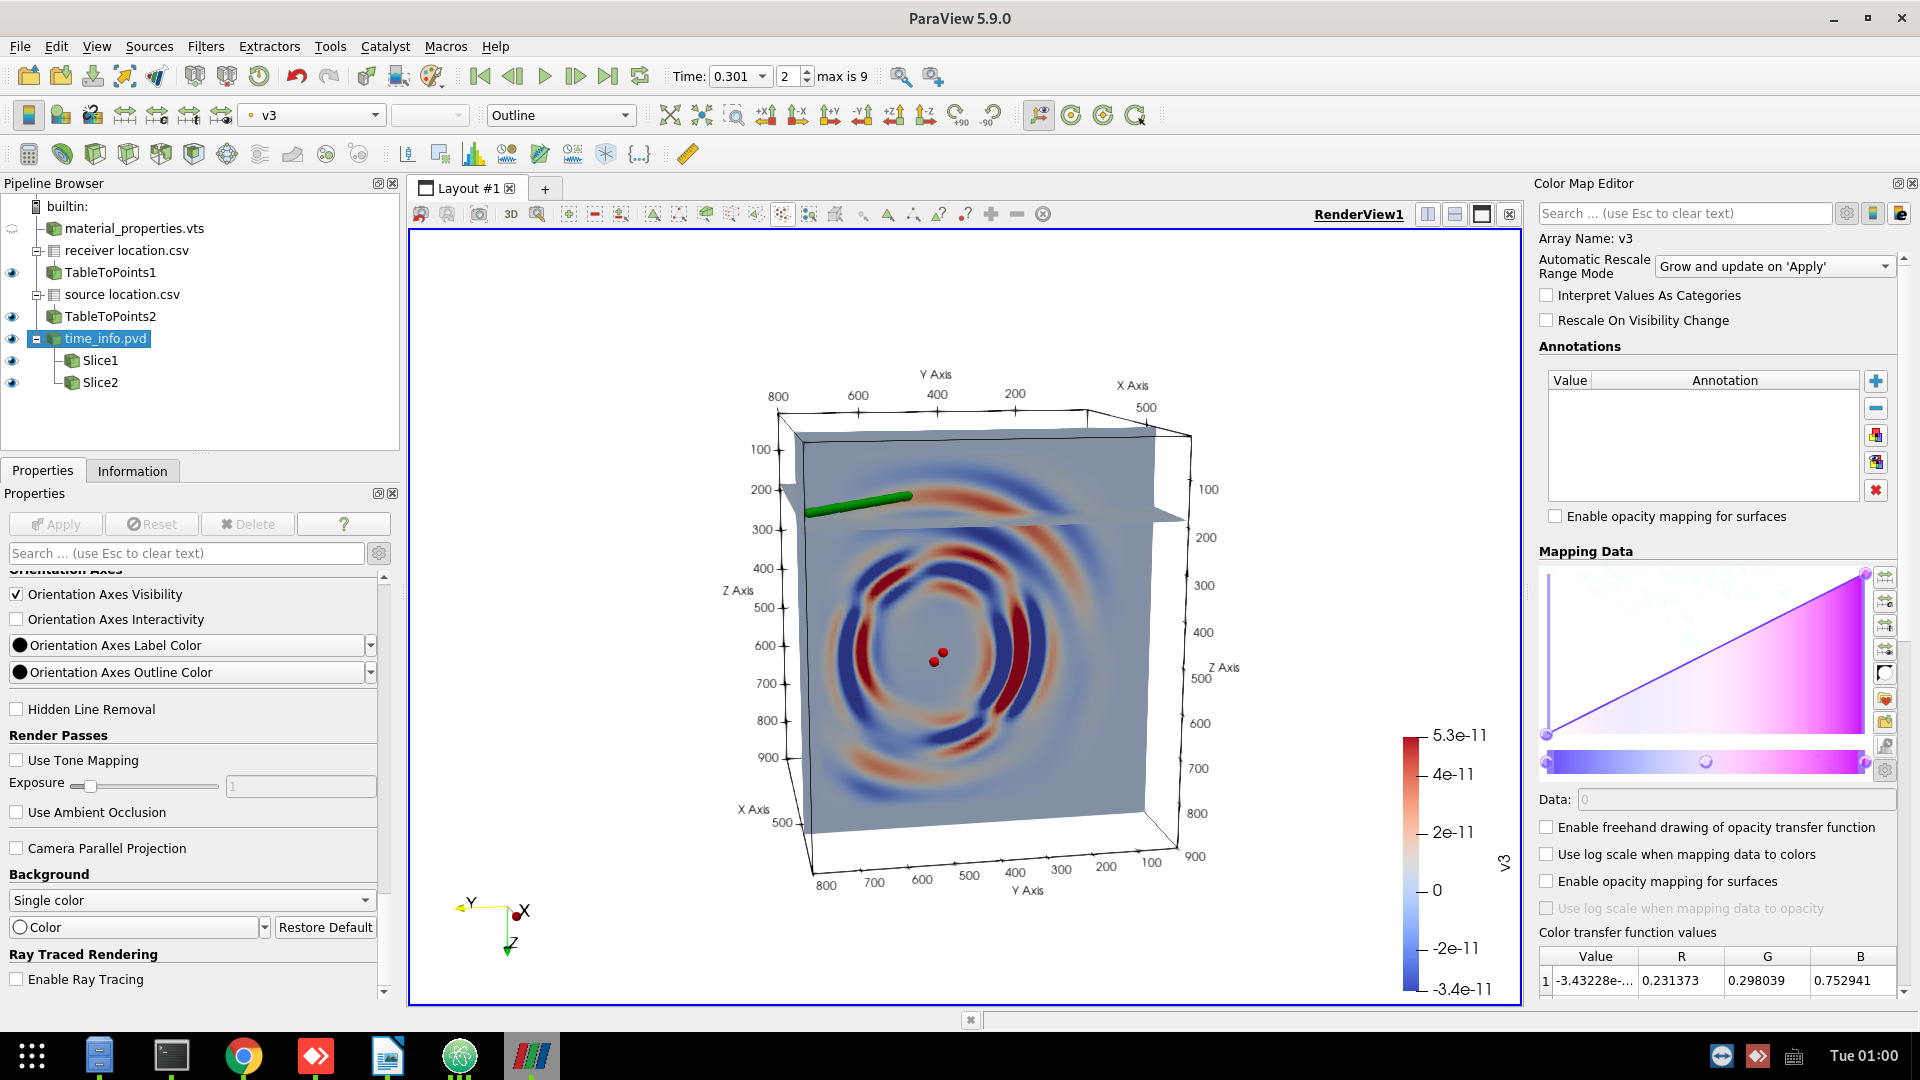 ParaView 5.9.0
File Edit View Sources Filters Extractors Tools Catalyst Macros Help
Time: 0.301 2 max is 9
v3 Outline +X -X +Y -Y +Z -Z +90 -90
Pipeline Browser
builtin:
material_properties.vts
receiver location.csv
TableToPoints1
source location.csv
TableToPoints2
time_info.pvd
Slice1
Slice2
Properties Information
Properties
Apply Reset Delete ?
Search ... (use Esc to clear text)
Orientation Axes
Orientation Axes Visibility
Orientation Axes Interactivity
Orientation Axes Label Color
Orientation Axes Outline Color
Hidden Line Removal
Render Passes
Use Tone Mapping
Exposure 1
Use Ambient Occlusion
Camera Parallel Projection
Background
Single color
Color Restore Default
Ray Traced Rendering
Enable Ray Tracing
Layout #1 +
3D RenderView1
Y Axis
X Axis
800 600 400 200 500
100
200
300
400
Z Axis
500
600
700
800
900
X Axis
500
100
200
300
400
Z Axis
500
600
700
800
900
800 700 600 500 400 300 200 100
Y Axis
Y X
Z
5.3e-11
4e-11
2e-11
0
-2e-11
-3.4e-11
v3
Color Map Editor
Search ... (use Esc to clear text)
Array Name: v3
Automatic Rescale
Range Mode
Grow and update on 'Apply'
Interpret Values As Categories
Rescale On Visibility Change
Annotations
Value Annotation
Enable opacity mapping for surfaces
Mapping Data
Data: 0
Enable freehand drawing of opacity transfer function
Use log scale when mapping data to colors
Enable opacity mapping for surfaces
Use log scale when mapping data to opacity
Color transfer function values
Value R G B
1 -3.43228e-... 0.231373 0.298039 0.752941
Tue 01:00